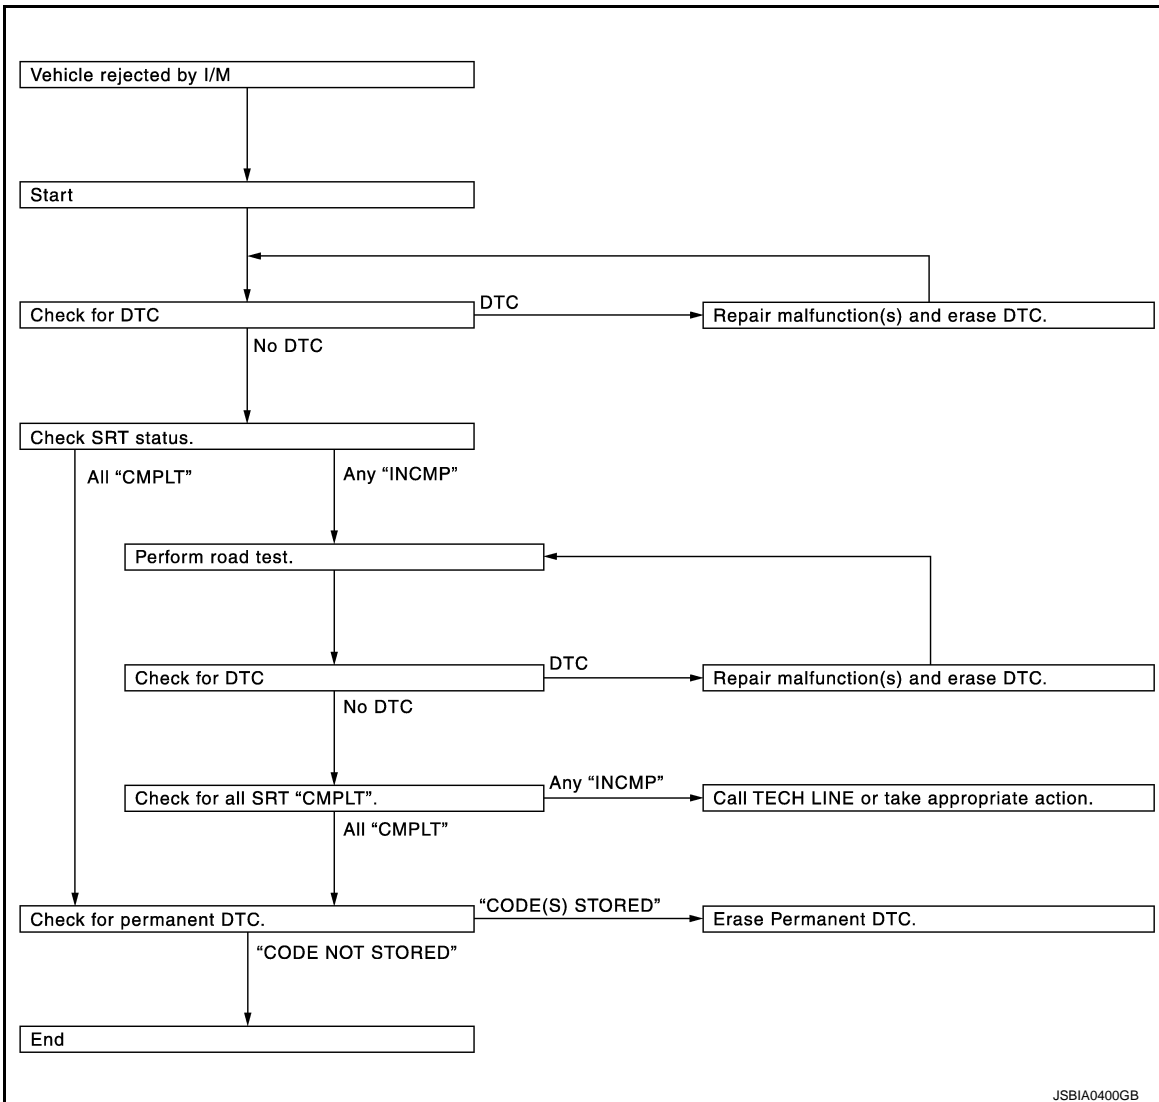 Vehicle rejected by I/M
Start
Check for DTC
DTC
Repair malfunction(s) and erase DTC.
No DTC
Check SRT status.
All “CMPLT”
Any “INCMP”
Perform road test.
Check for DTC
DTC
Repair malfunction(s) and erase DTC.
No DTC
Check for all SRT “CMPLT”.
Any “INCMP”
Call TECH LINE or take appropriate action.
All “CMPLT”
Check for permanent DTC.
“CODE(S) STORED”
Erase Permanent DTC.
“CODE NOT STORED”
End
JSBIA0400GB